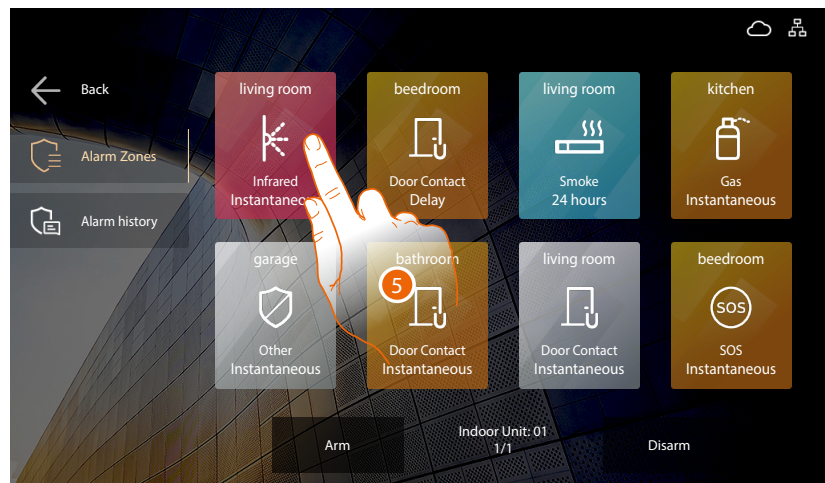 Back
Alarm Zones
Alarm history
living room
Infrared
Instantaneous
beedroom
Door Contact
Delay
living room
Smoke
24 hours
kitchen
Gas
Instantaneous
garage
Other
Instantaneous
bathroom
5
Door Contact
Instantaneous
living room
Door Contact
Instantaneous
beedroom
SOS
SOS
Instantaneous
Arm
Indoor Unit: 01
1/1
Disarm